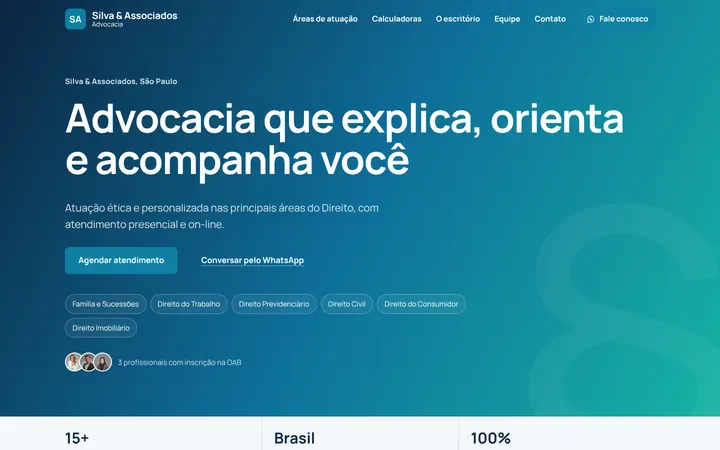 SA
Silva & Associados
Advocacia
Áreas de atuação
Calculadoras
O escritório
Equipe
Contato
Fale conosco
Silva & Associados, São Paulo
Advocacia que explica, orienta
e acompanha você
Atuação ética e personalizada nas principais áreas do Direito, com
atendimento presencial e on-line.
Agendar atendimento
Conversar pelo WhatsApp
Família e Sucessões
Direito do Trabalho
Direito Previdenciário
Direito Civil
Direito do Consumidor
Direito Imobiliário
3 profissionais com inscrição na OAB
§
15+
Brasil
100%